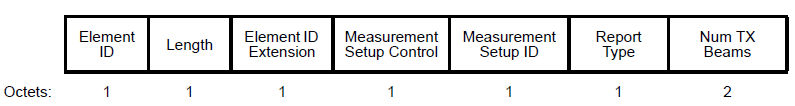 Element ID Length Element ID Extension Measurement Setup Control Measurement Setup ID Report Type Num TX Beams
Octets: 1 1 1 1 1 1 2